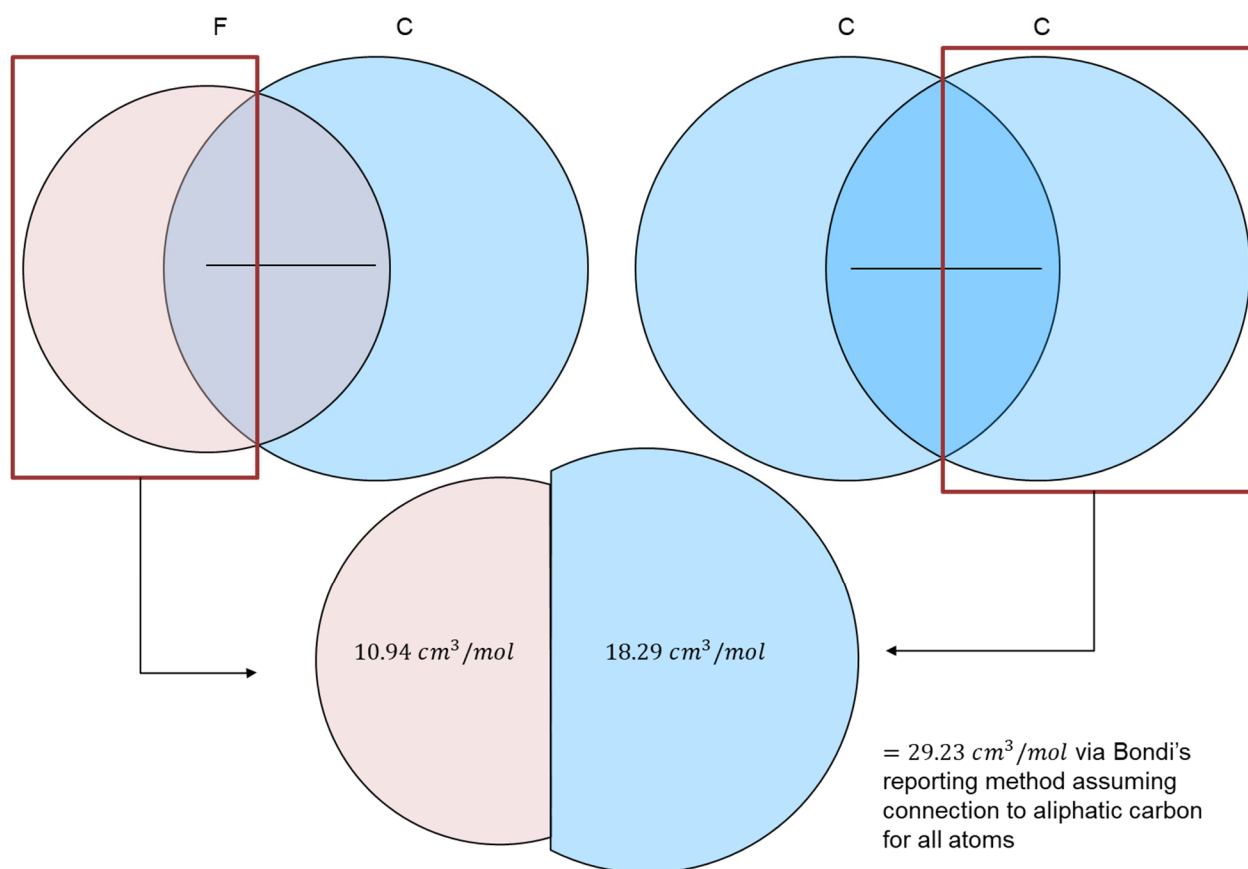 F C C C
10.94 cm³/mol 18.29 cm³/mol
= 29.23 cm³/mol via Bondi's
reporting method assuming
connection to aliphatic carbon
for all atoms